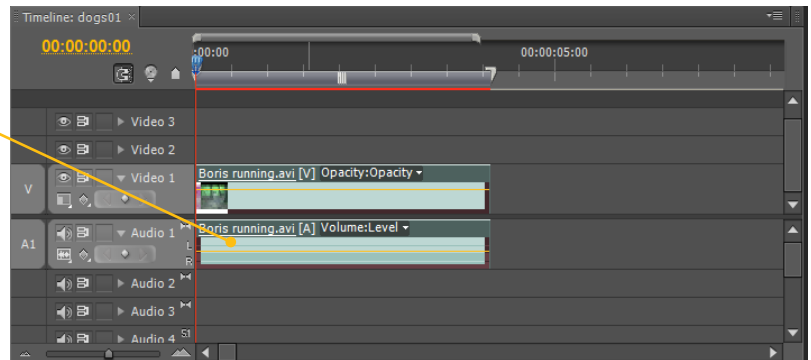 Timeline: dogs01 ×
00:00:00:00
:00:00
00:00:05:00
Video 3
Video 2
V
Video 1
Boris running.avi [V] Opacity:Opacity
A1
Audio 1
Boris running.avi [A] Volume:Level
L
R
Audio 2
Audio 3
Audio 4
S1